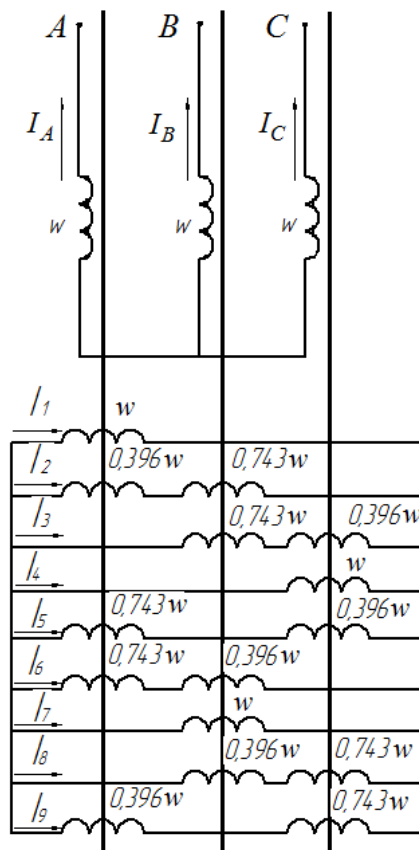 A B C
I_A I_B I_C
w w w
I_1 w
I_2 0,396w 0,743w
I_3 0,743w 0,396w
I_4 w
I_5 0,743w 0,396w
I_6 0,743w 0,396w
I_7 w
I_8 0,396w 0,743w
I_9 0,396w 0,743w